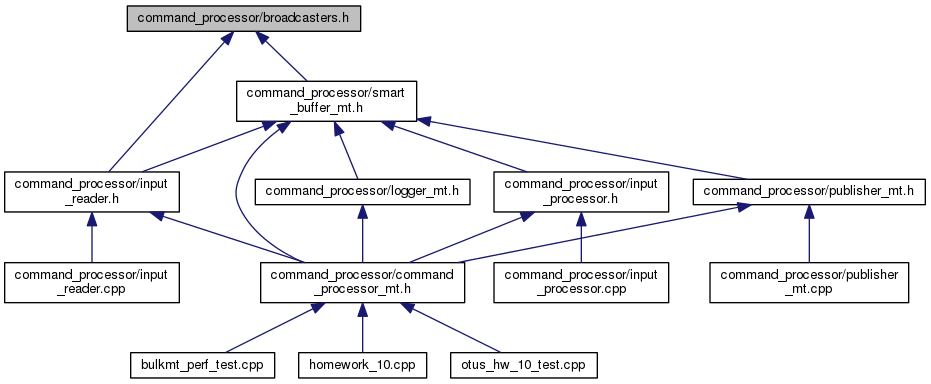 command_processor/broadcasters.h
command_processor/smart
_buffer_mt.h
command_processor/input
_reader.h
command_processor/logger_mt.h
command_processor/input
_processor.h
command_processor/publisher_mt.h
command_processor/input
_reader.cpp
command_processor/command
_processor_mt.h
command_processor/input
_processor.cpp
command_processor/publisher
_mt.cpp
bulkmt_perf_test.cpp
homework_10.cpp
otus_hw_10_test.cpp